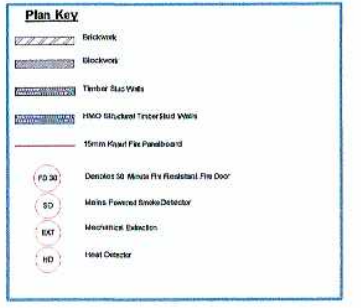 Plan Key
Brickwork
Blockwork
Timber Stud Walls
HMO Structural Timber Stud Walls
15mm Knauf Fire Panelboard
FD 30 Denotes 30 Minute Fire Resistant Fire Door
SD Mains Powered Smoke Detector
EXT Mechanical Extraction
HD Heat Detector